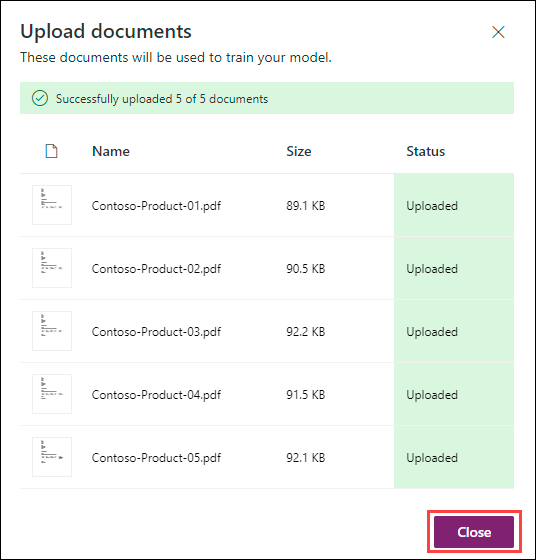 Upload documents
These documents will be used to train your model.
Successfully uploaded 5 of 5 documents
Name Size Status
Contoso-Product-01.pdf 89.1 KB Uploaded
Contoso-Product-02.pdf 90.5 KB Uploaded
Contoso-Product-03.pdf 92.2 KB Uploaded
Contoso-Product-04.pdf 91.5 KB Uploaded
Contoso-Product-05.pdf 92.1 KB Uploaded
Close